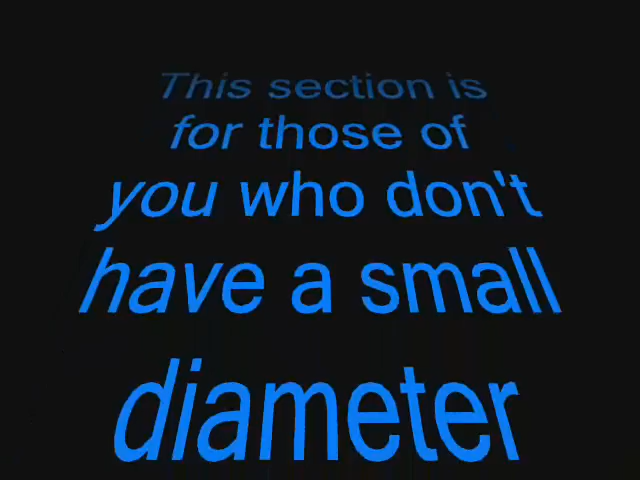 This section is
for those of
you who don't
have a small
diameter